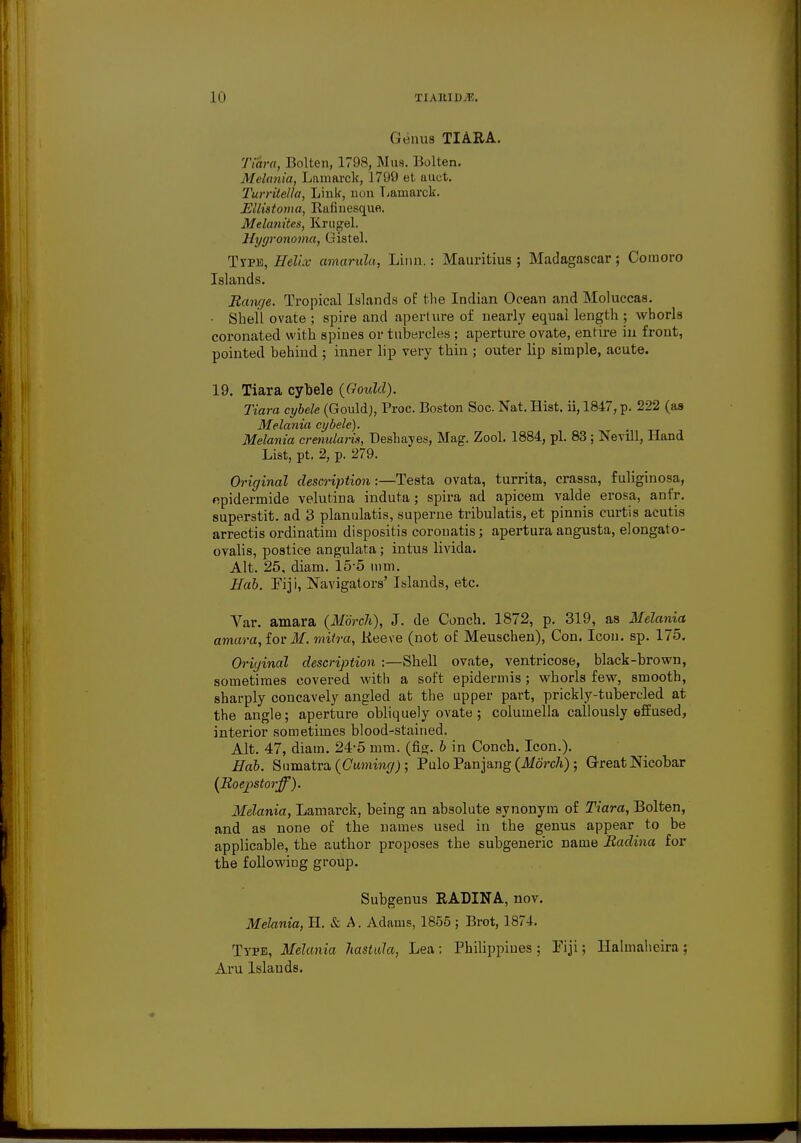 10 TIARIDÆ.
Genus TIARA.
Tiara, Bolten, 1798, Mus. Bolten.
Melania, Lamarck, 1799 et auct.
Turritella, Link, non Lamarck.
Ellistoma, Rafinesque.
Melanites, Krugel.
Hygronoma, Gistel.
Type, Helix amarula, Linn.: Mauritius; Madagascar; Comoro
Islands.
Range. Tropical Islands of the Indian Ocean and Moluccas.
Shell ovate; spire and aperture of nearly equal length; whorls
coronated with spines or tubercles; aperture ovate, entire in front,
pointed behind; inner lip very thin; outer lip simple, acute.
19. Tiara cybele (Gould).
Tiara cybele (Gould), Proc. Boston Soc. Nat. Hist. ii, 1847, p. 222 (as
Melania cybele).
Melania crenularis, Deshayes, Mag. Zool. 1884, pl. 83; Nevill, Hand
List, pt. 2, p. 279.
Original description:—Testa ovata, turrita, crassa, fuliginosa,
epidermide velutina induta; spira ad apicem valde erosa, anfr.
superstit. ad 3 planulatis, superne tribulatis, et pinnis curtis acutis
arrectis ordinatim dispositis coronatis; apertura angusta, elongato-
ovalis, postice angulata; intus livida.
Alt. 25, diam. 15·5 mm.
Hab. Fiji, Navigators' Islands, etc.
Var. amara (Mörch), J. de Conch. 1872, p. 319, as Melania
amara, for M. mitra, Reeve (not of Meuschen), Con. Icon. sp. 175.
Original description:—Shell ovate, ventricose, black-brown,
sometimes covered with a soft epidermis; whorls few, smooth,
sharply concavely angled at the upper part, prickly-tubercled at
the angle; aperture obliquely ovate; columella callously effused,
interior sometimes blood-stained.
Alt. 47, diam. 24·5 mm. (fig. b in Conch. Icon.).
Hab. Sumatra (Cuming); Pulo Panjang (Mörch); Great Nicobar
(Roepstorff).
Melania, Lamarck, being an absolute synonym of Tiara, Bolten,
and as none of the names used in the genus appear to be
applicable, the author proposes the subgeneric name Radina for
the following group.
Subgenus RADINA, nov.
Melania, H. & A. Adams, 1855; Brot, 1874.
Type, Melania hastula, Lea: Philippines; Fiji; Halmaheira;
Aru Islands.